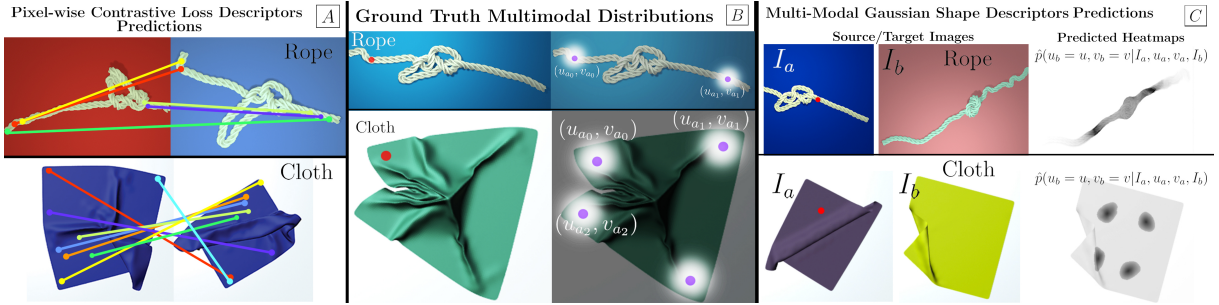 Pixel-wise Contrastive Loss Descriptors
Predictions
A
Rope
Cloth
Ground Truth Multimodal Distributions
B
Rope
(u_{a_0}, v_{a_0})
(u_{a_1}, v_{a_1})
Cloth
(u_{a_0}, v_{a_0})
(u_{a_1}, v_{a_1})
(u_{a_2}, v_{a_2})
Multi-Modal Gaussian Shape Descriptors Predictions
C
Source/Target Images
Predicted Heatmaps
I_a
I_b
Rope
p̂(u_b = u, v_b = v|I_a, u_a, v_a, I_b)
Cloth
I_a
I_b
p̂(u_b = u, v_b = v|I_a, u_a, v_a, I_b)